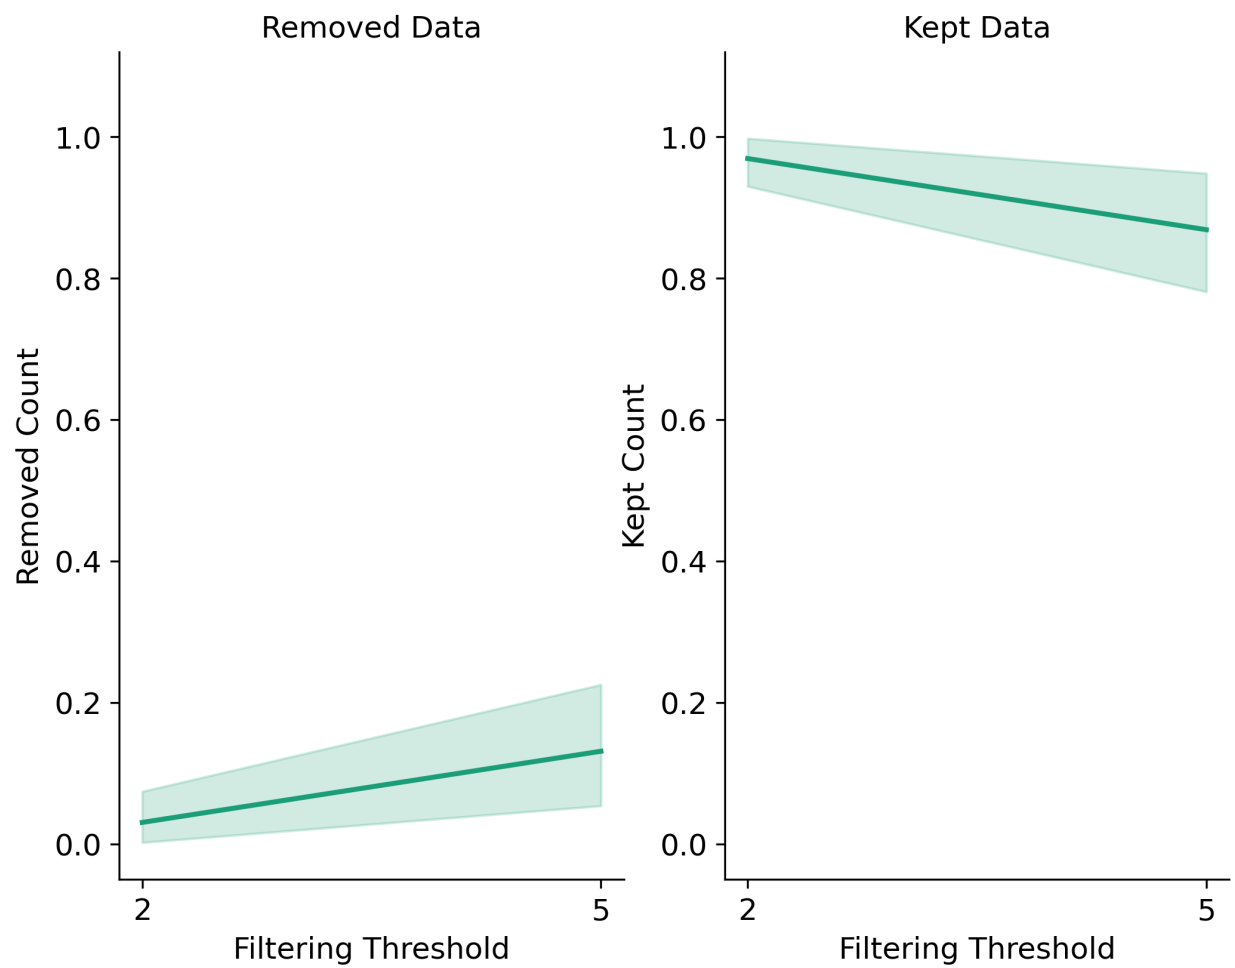 Removed Data
Removed Count
1.0
0.8
0.6
0.4
0.2
0.0
2 5
Filtering Threshold
Kept Data
Kept Count
1.0
0.8
0.6
0.4
0.2
0.0
2 5
Filtering Threshold